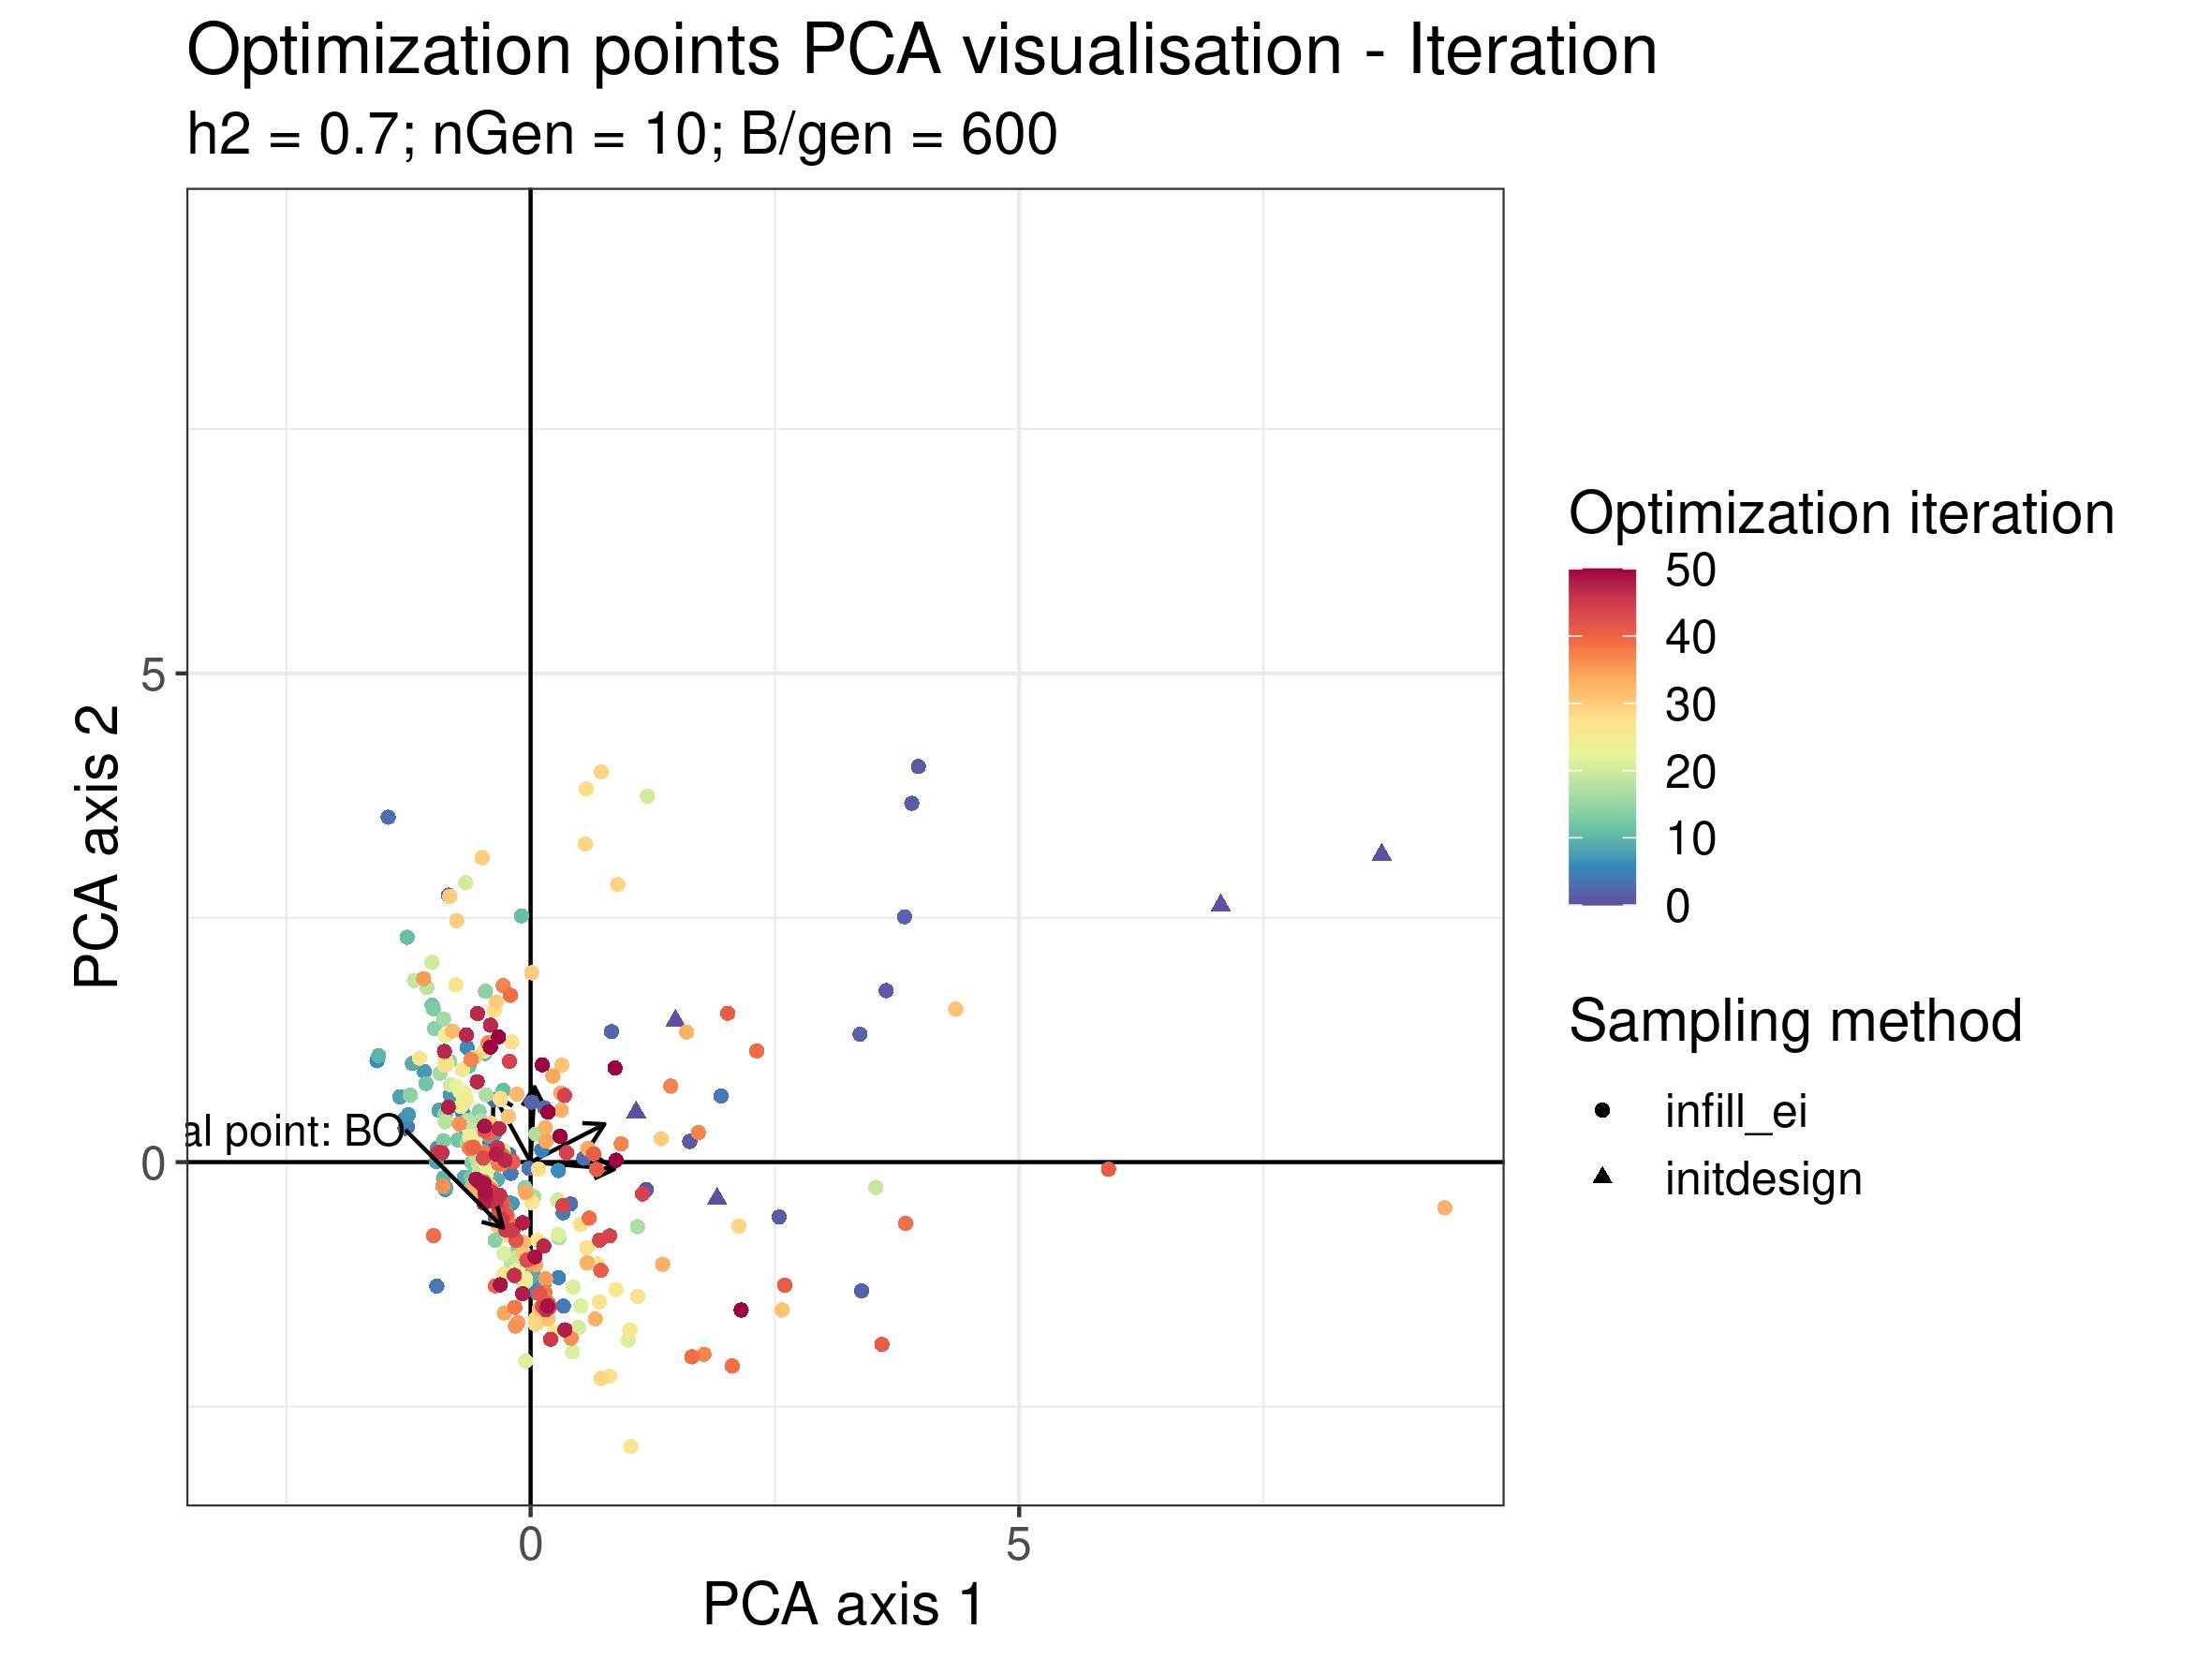 Optimization points PCA visualisation - Iteration
h2 = 0.7; nGen = 10; B/gen = 600
PCA axis 2
5
0
al point: BO
0
5
PCA axis 1
Optimization iteration
50
40
30
20
10
0
Sampling method
infill_ei
initdesign